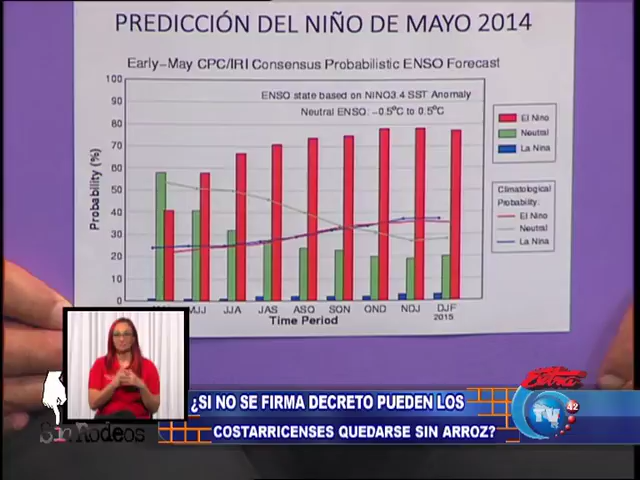 PREDICCIÓN DEL NIÑO DE MAYO 2014
Early-May CPC/IRI Consensus Probabilistic ENSO Forecast
ENSO state based on NINO3.4 SST Anomaly
Neutral ENSO: -0.5ºC to 0.5ºC
Probability (%)
100
90
80
70
60
50
40
30
20
10
0
MJJ JJA JAS ASO SON OND NDJ DJF
2015
Time Period
El Nino
Neutral
La Nina
Climatological
Probability:
El Nino
Neutral
La Nina
SinRodeos
¿SI NO SE FIRMA DECRETO PUEDEN LOS
COSTARRICENSES QUEDARSE SIN ARROZ?
Extra
TV 42